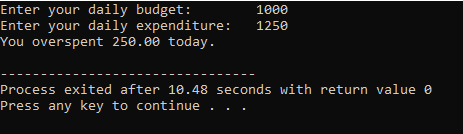 Enter your daily budget:        1000
Enter your daily expenditure:   1250
You overspent 250.00 today.
--------------------------------
Process exited after 10.48 seconds with return value 0
Press any key to continue . . .